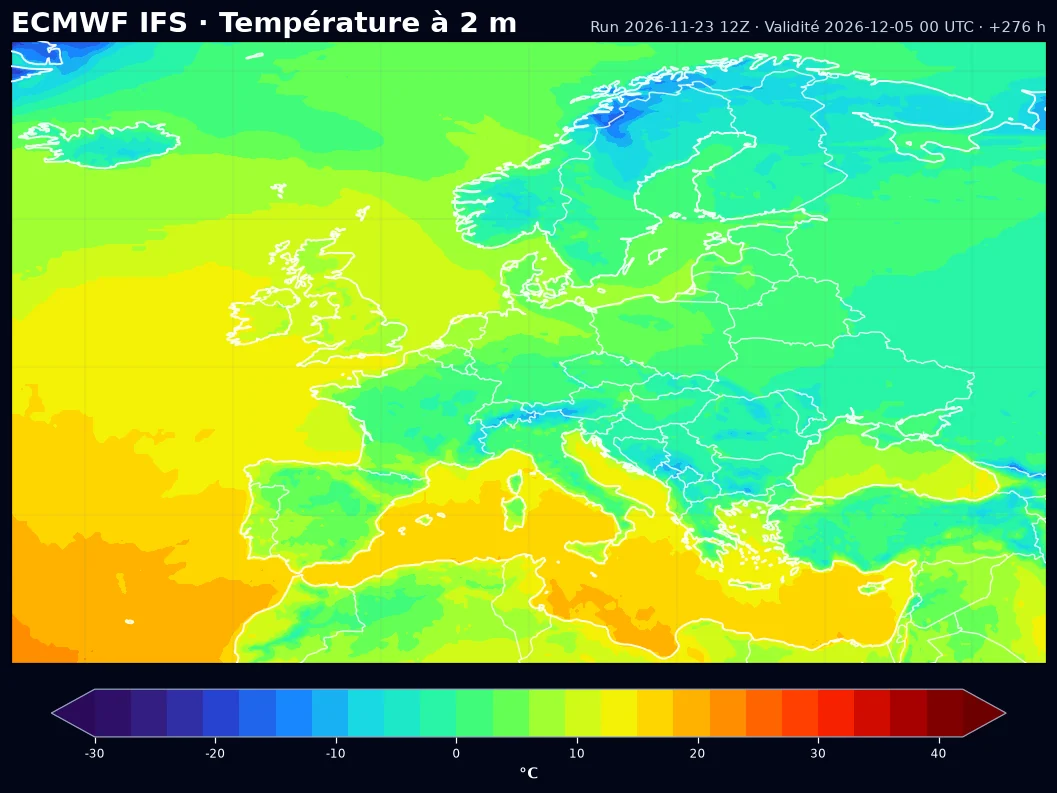 ECMWF IFS · Température à 2 m
Run 2026-11-23 12Z · Validité 2026-12-05 00 UTC · +276 h
-30 -20 -10 0 10 20 30 40
°C